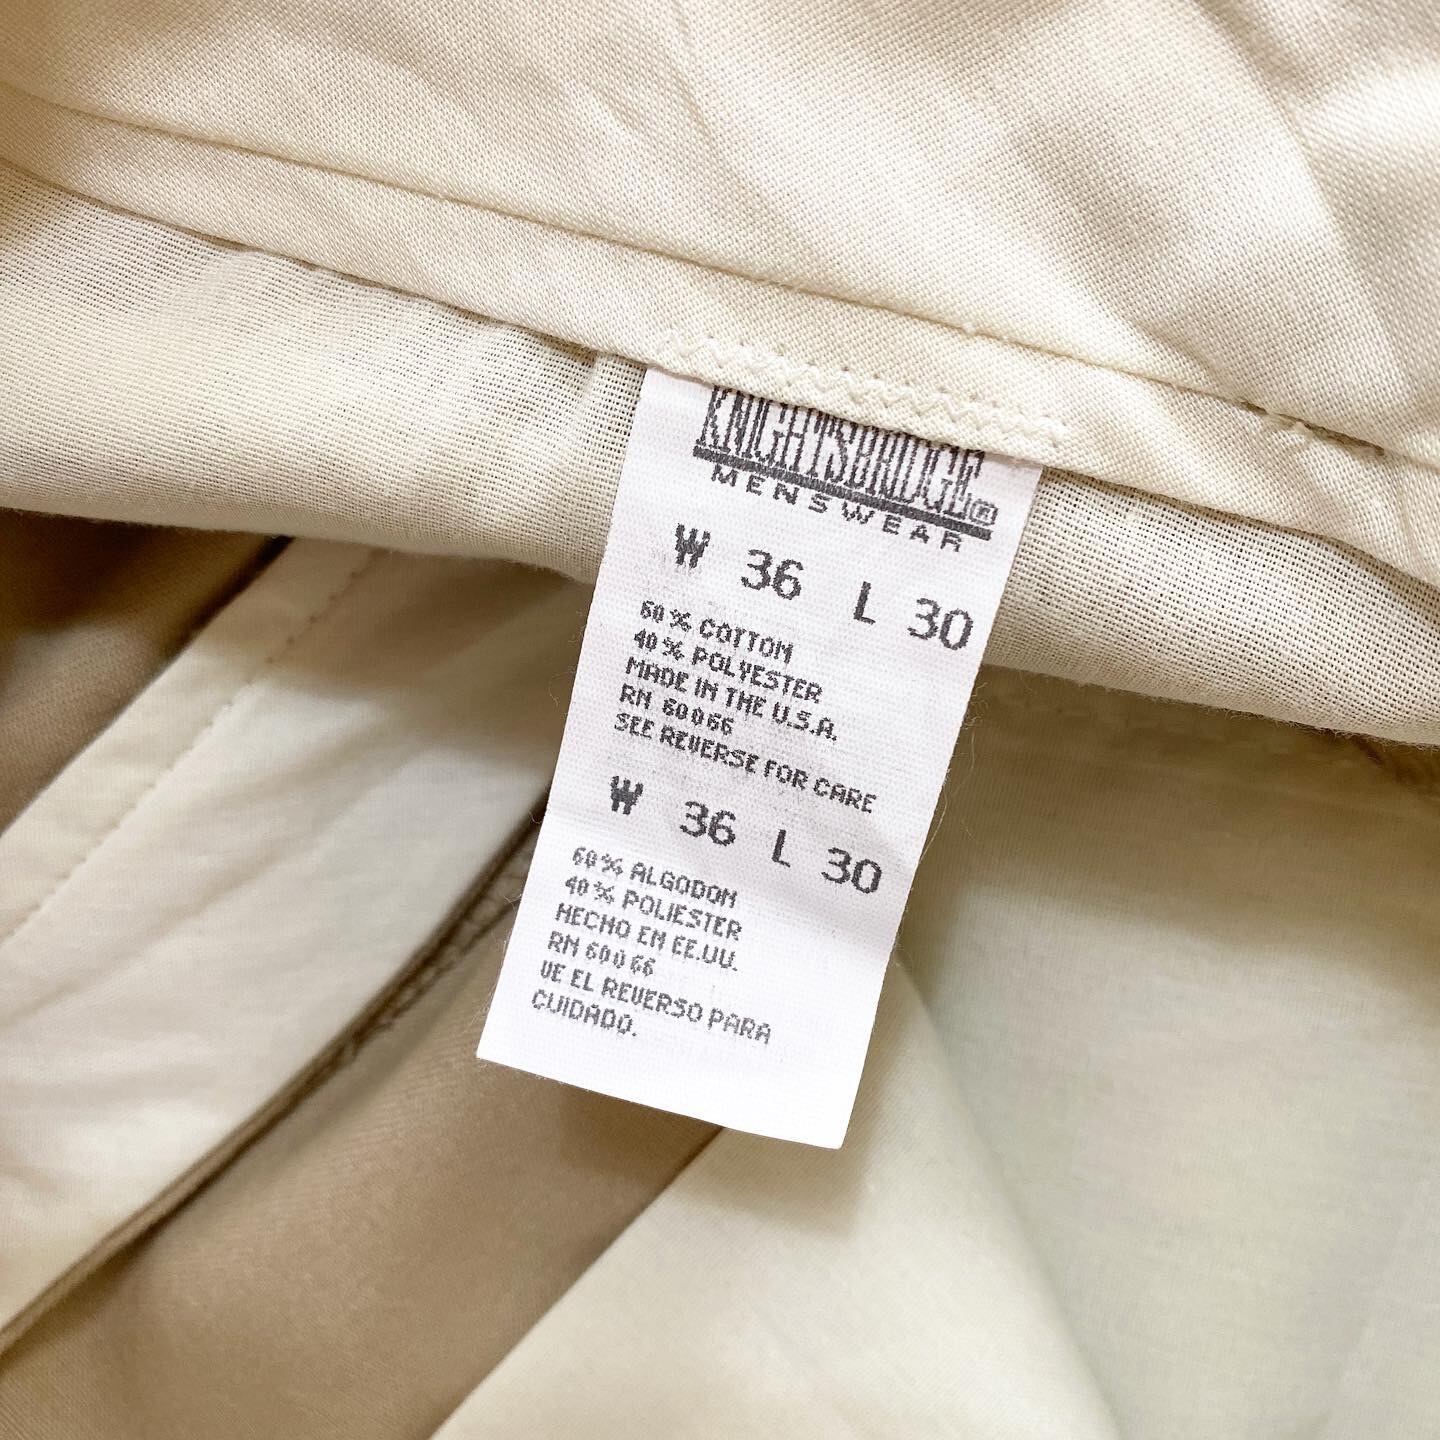 KNIGHTSBRIDGE®
MENSWEAR
W 36 L 30
60% COTTON
40% POLYESTER
MADE IN THE U.S.A.
RN 60066
SEE REVERSE FOR CARE
W 36 L 30
60% ALGODON
40% POLIESTER
HECHO EN EE.UU.
RN 60066
VE EL REVERSO PARA
CUIDADO.